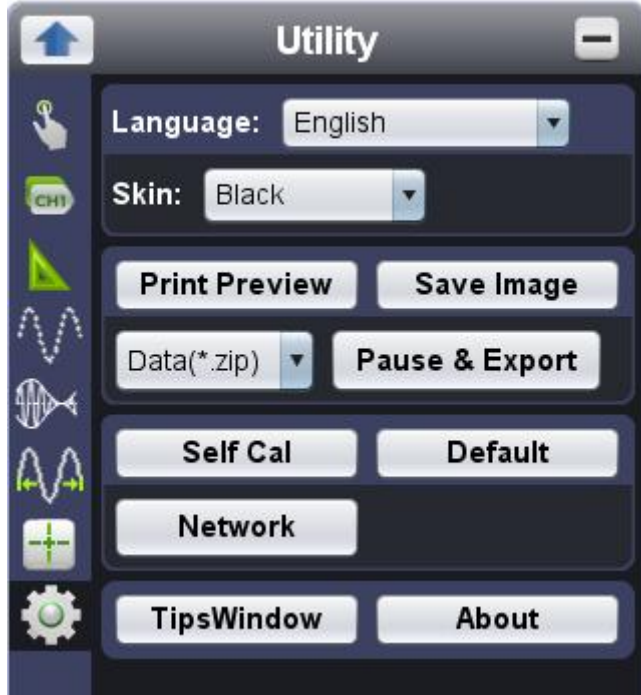 Utility
Language: English
CH1
Skin: Black
Print Preview Save Image
Data(*.zip) Pause & Export
Self Cal Default
Network
TipsWindow About